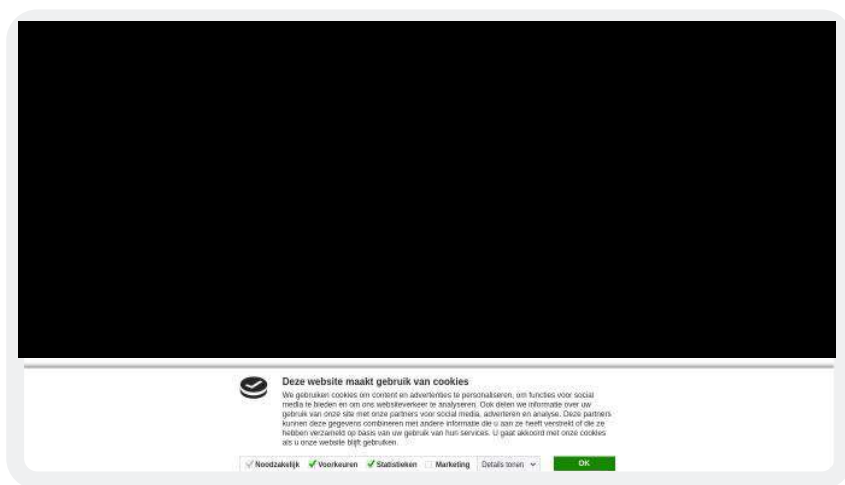 Deze website maakt gebruik van cookies
We gebruiken cookies om content en advertenties te personaliseren, om functies voor social
media te bieden en om ons websiteverkeer te analyseren. Ook delen we informatie over uw
gebruik van onze site met onze partners voor social media, adverteren en analyse. Deze partners
kunnen deze gegevens combineren met andere informatie die u aan ze heeft verstrekt of die ze
hebben verzameld op basis van uw gebruik van hun services. U gaat akkoord met onze cookies
als u onze website blijft gebruiken.
Noodzakelijk Voorkeuren Statistieken Marketing Details tonen OK